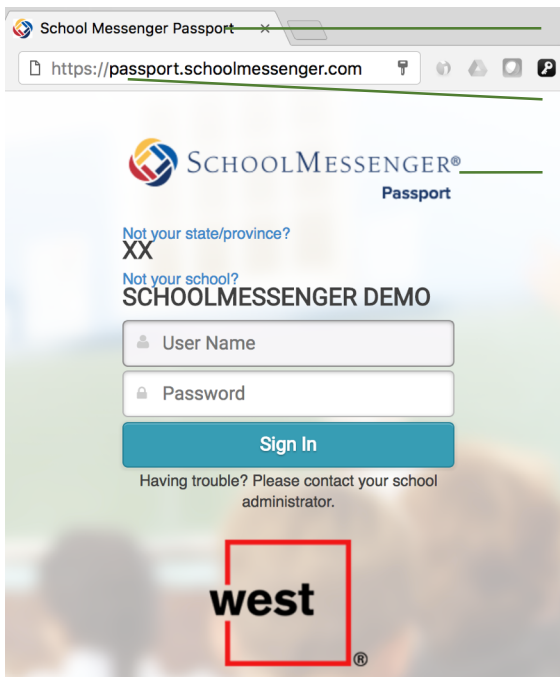 School Messenger Passport
https://passport.schoolmessenger.com
SCHOOLMESSENGER®
Passport
Not your state/province?
XX
Not your school?
SCHOOLMESSENGER DEMO
User Name
Password
Sign In
Having trouble? Please contact your school
administrator.
west
®